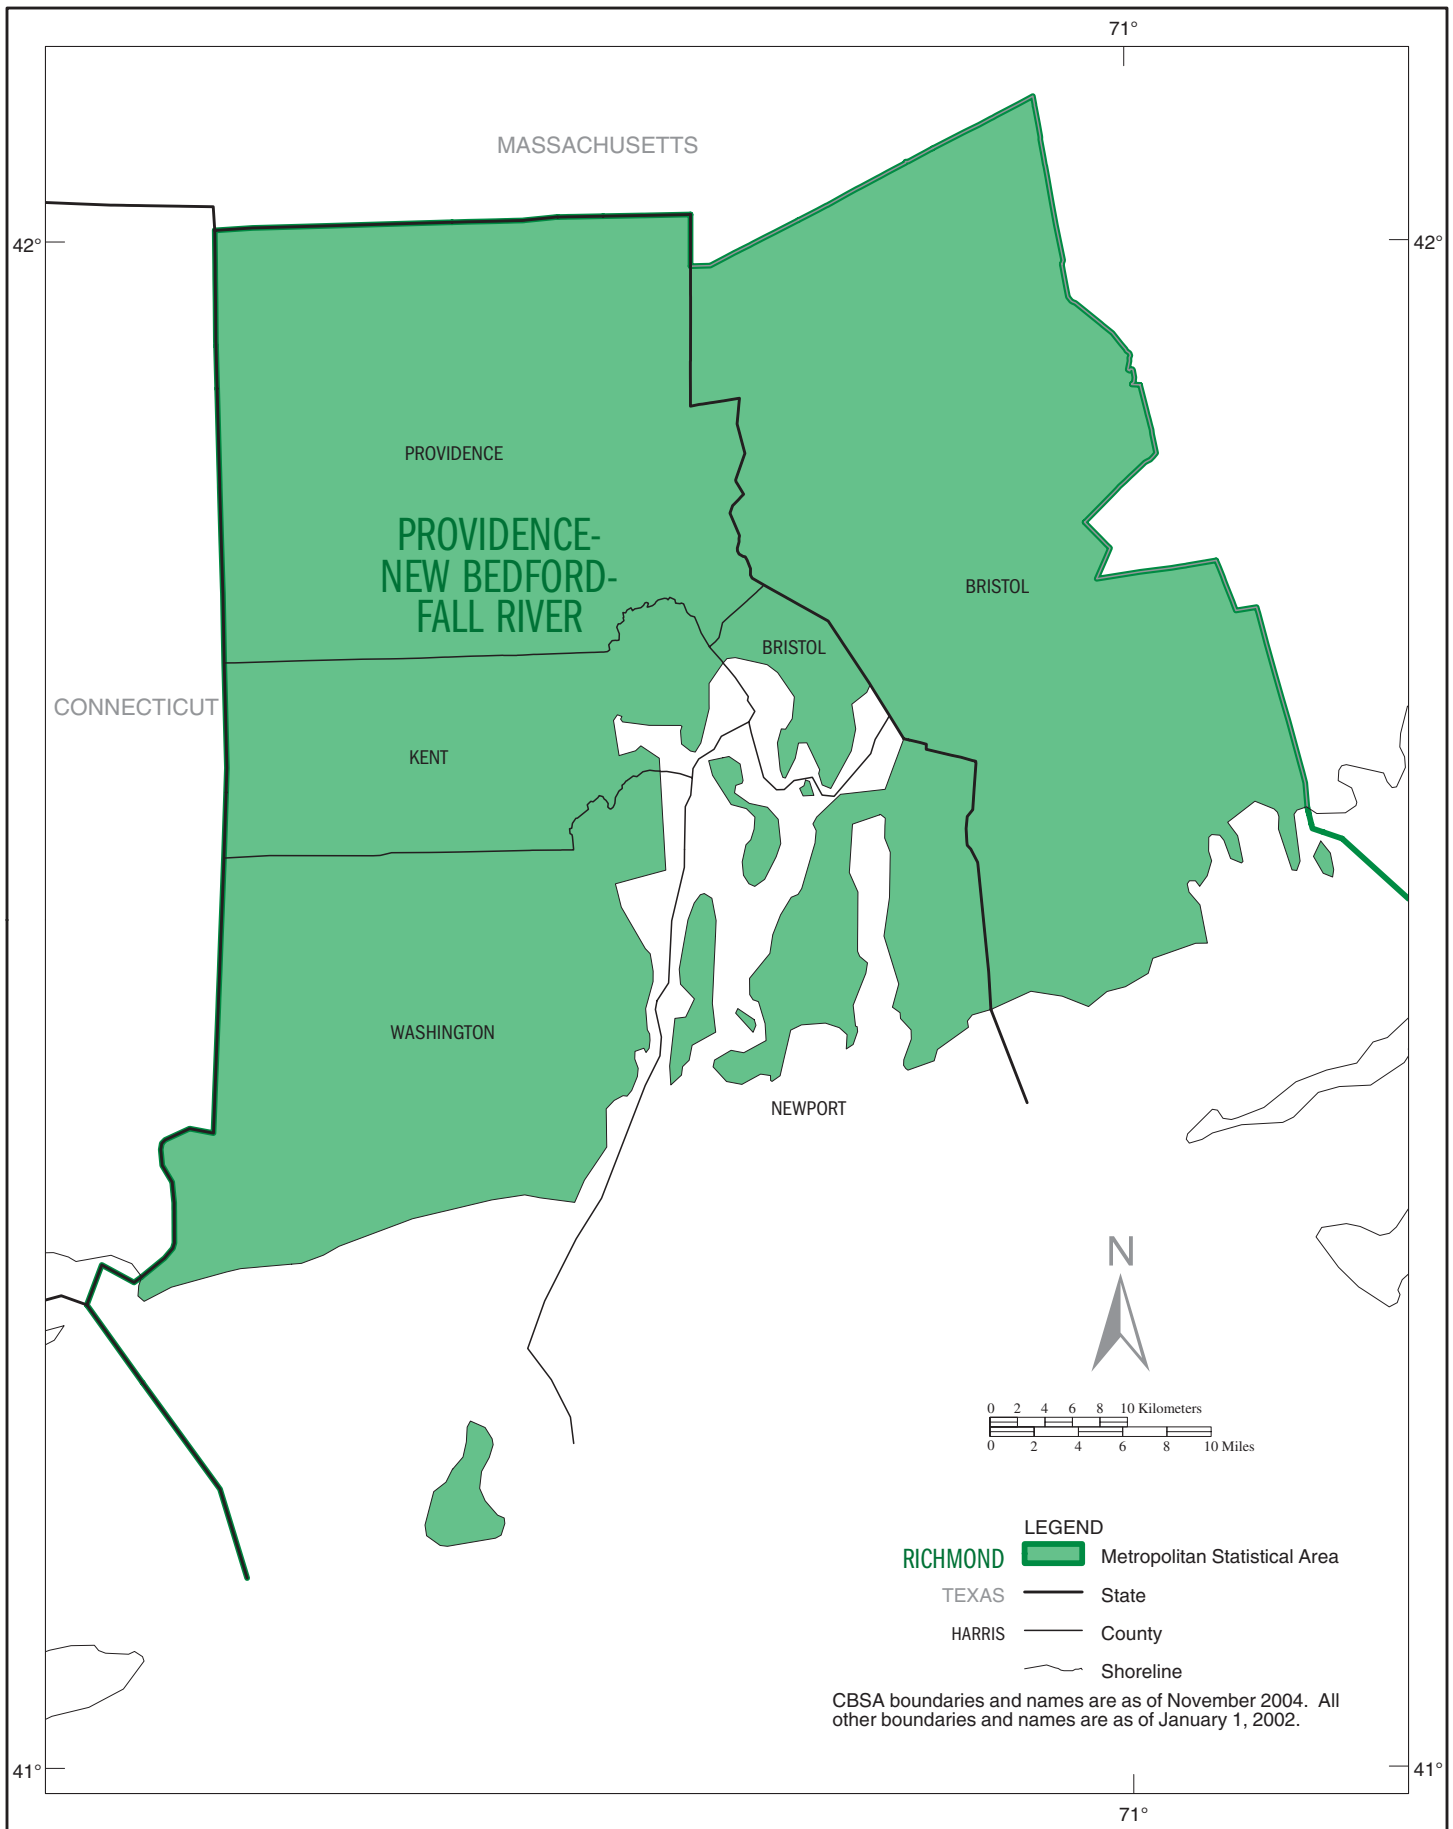 71°
MASSACHUSETTS
42°
42°
PROVIDENCE
PROVIDENCE-
NEW BEDFORD-
FALL RIVER
BRISTOL
BRISTOL
CONNECTICUT
KENT
WASHINGTON
NEWPORT
N
0 2 4 6 8 10 Kilometers
0 2 4 6 8 10 Miles
LEGEND
RICHMOND Metropolitan Statistical Area
TEXAS State
HARRIS County
Shoreline
CBSA boundaries and names are as of November 2004. All
other boundaries and names are as of January 1, 2002.
41°
41°
71°